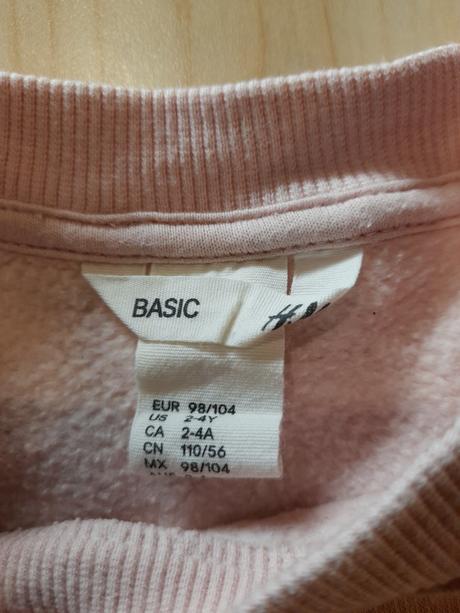 BASIC
EUR 98/104
US 2-4Y
CA 2-4A
CN 110/56
MX 98/104